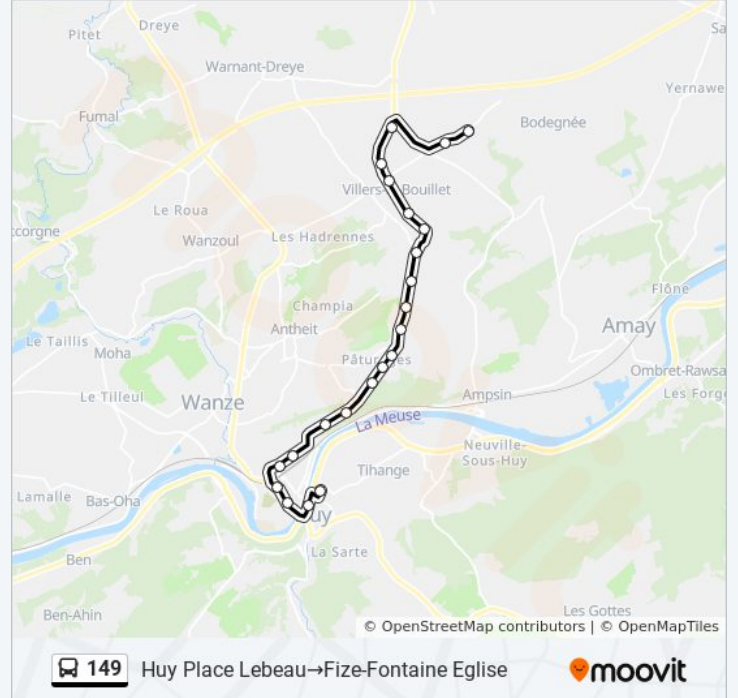 Pitet
Dreye
Sa
Warnant-Dreye
Yernawe
Fumal
Bodegnée
Villers-Bouillet
Le Roua
ccorgne
Wanzoul
Les Hadrennes
Flône
Champia
Antheit
Amay
Le Taillis
Moha
Pâtur es
Ombret-Rawsa
Le Tilleul
Wanze
Ampsin
Les Forge
La Meuse
Neuville-
Sous-Huy
Tihange
Lamalle
Bas-Oha
uy
La Sarte
Ben
Ben-Ahin
Les Gottes
© OpenStreetMap contributors | © OpenMapTiles
149 Huy Place Lebeau→Fize-Fontaine Eglise
moovit